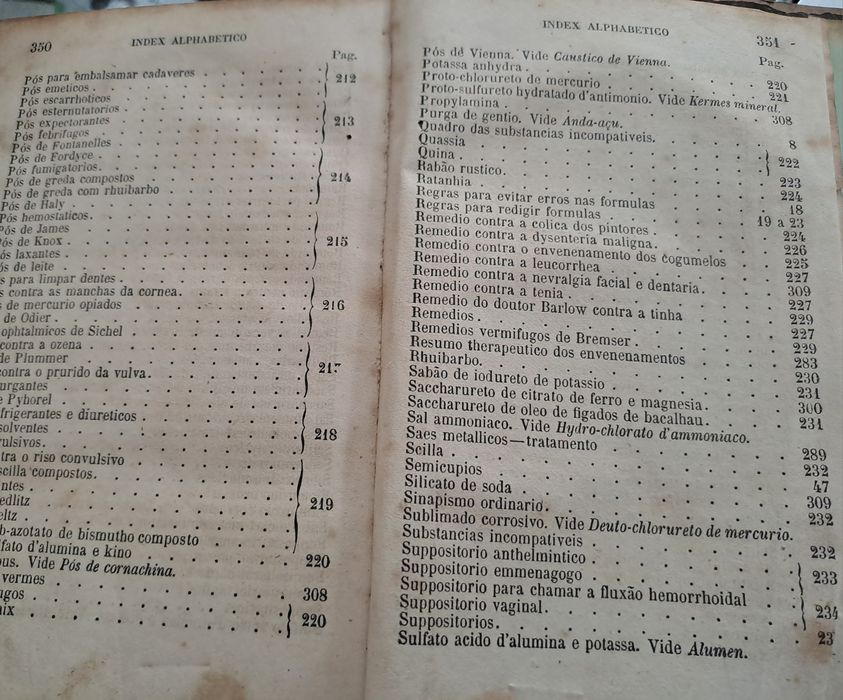 350 INDEX ALPHABETICO
Pag.
Pós para embalsamar cadaveres
Pós emeticos
212
Pós escarrhoticos
Pós esternutatorios
Pós expectorantes
Pós febrifugos
213
Pós de Fontanelles
Pós de Fordyce
Pós fumigatorios
Pós de greda compostos
Pós de greda com rhuibarbo
Pós de Haly
214
Pós hemostaticos
Pós de James
Pós de Knox
Pós laxantes
ós de leite
215
s para limpar dentes
s contra as manchas da cornea
s de mercurio opiados
de Odier
ophtalmicos de Sichel
216
contra a ozena
de Plummer
contra o prurido da vulva
urgantes
e Pyhorel
217
frigerantes e diureticos
solventes
vulsivos
218
tra o riso convulsivo
scilla compostos
ntes
edlitz
eltz
b-azotato de bismutho composto
lfato d'alumina e kino
219
us. Vide Pós de cornachina.
220
vermes
ugos 308
nix
220
INDEX ALPHABETICO 351
Pag.
Pós de Vienna. Vide Caustico de Vienna.
Potassa anhydra 220
Proto-chlorureto de mercurio 221
Proto-sulfureto hydratado d'antimonio. Vide Kermes mineral.
Propylamina 308
Purga de gentio. Vide Anda-açu.
Quadro das substancias incompativeis. 8
Quassia
Quina
222
Rabão rustico 223
Ratanhia 224
Regras para evitar erros nas formulas 18
Regras para redigir formulas 19 a 23
Remedio contra a colica dos pintores 224
Remedio contra a dysenteria maligna. 226
Remedio contra o envenenamento dos cogumelos 225
Remedio contra a leucorrhea 227
Remedio contra a nevralgia facial e dentaria. 309
Remedio contra a tenia 227
Remedio do doutor Barlow contra a tinha 229
Remedios 227
Remedios vermifugos de Bremser 229
Resumo therapeutico dos envenenamentos 283
Rhuibarbo. 230
Sabão de iodureto de potassio 231
Saccharureto de citrato de ferro e magnesia. 300
Saccharureto de oleo de figados de bacalhau. 231
Sal ammoniaco. Vide Hydro-chlorato d'ammoniaco.
Saes metallicos — tratamento 289
Scilla 232
Semicupios 47
Silicato de soda 309
Sinapismo ordinario. 232
Sublimado corrosivo. Vide Deuto-chlorureto de mercurio.
Substancias incompativeis 232
Suppositorio anthelmintico
Suppositorio emmenagogo
233
Suppositorio para chamar a fluxão hemorrhoidal
Suppositorio vaginal
234
Suppositorios 23
Sulfato acido d'alumina e potassa. Vide Alumen.